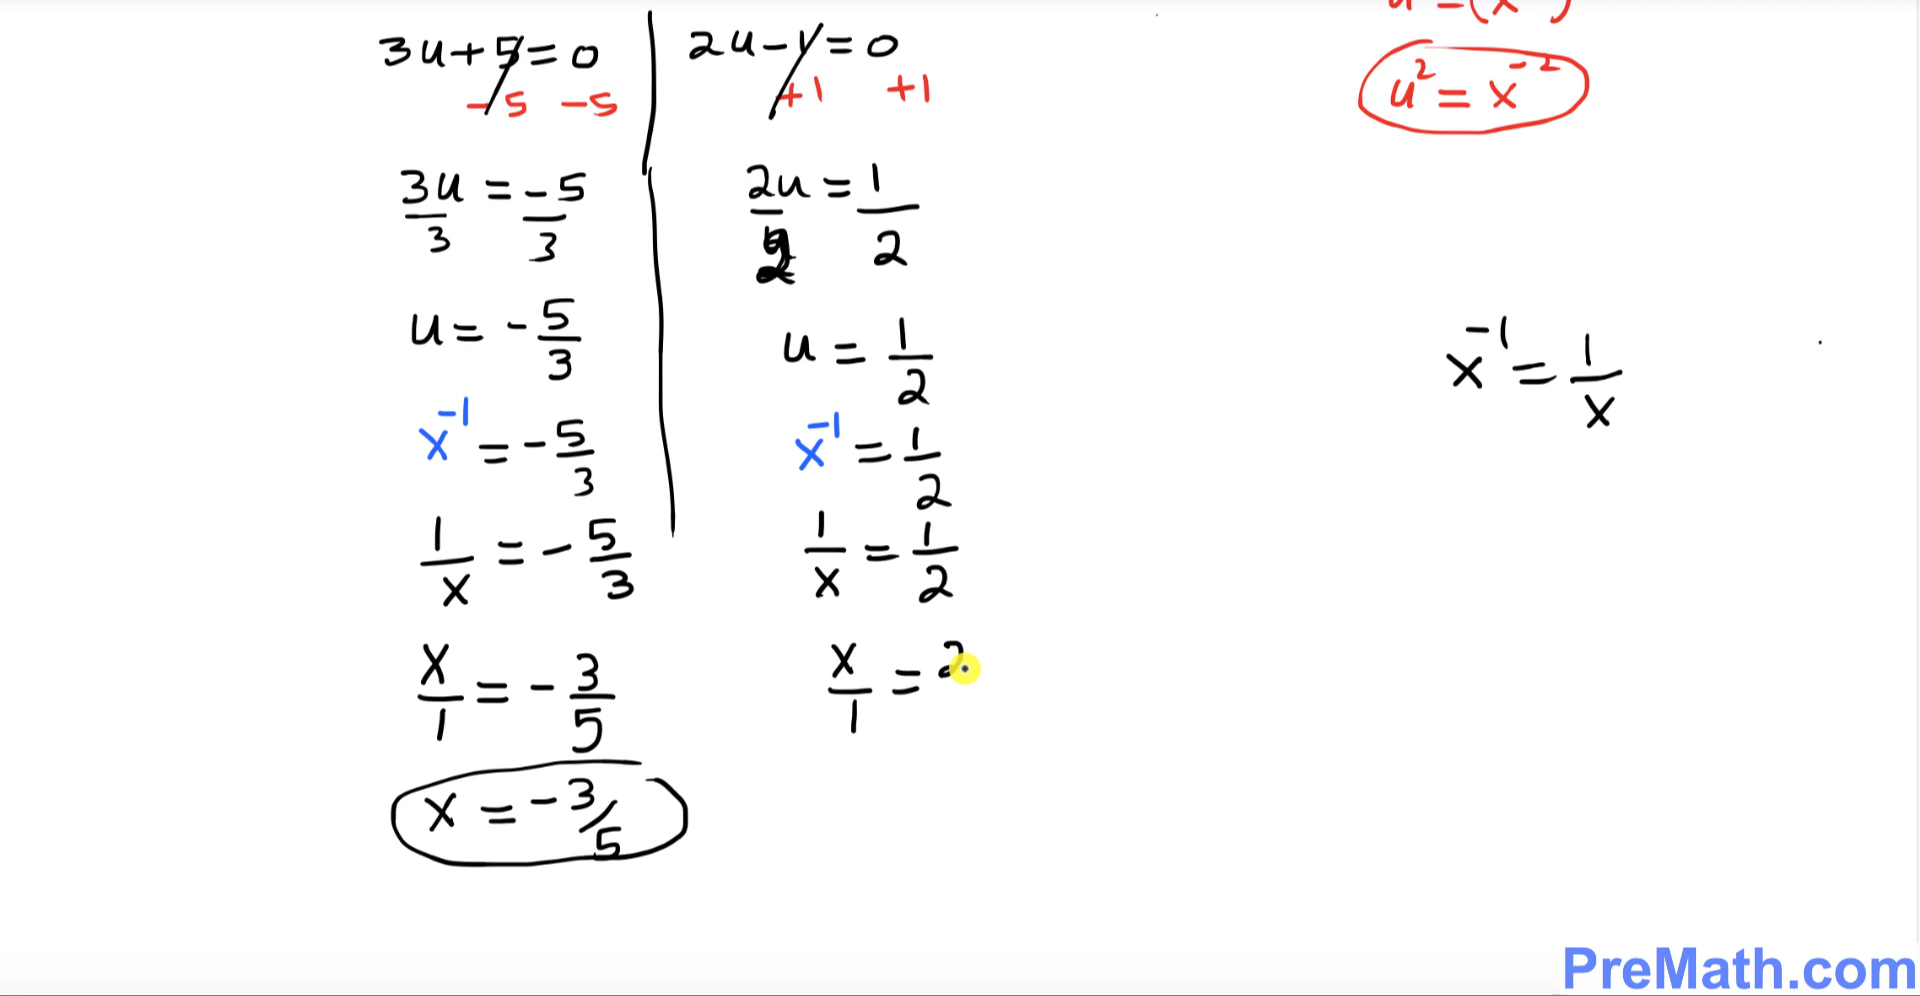 3u+5=0
-5 -5
3u/3 = -5/3
u = -5/3
x^-1 = -5/3
1/x = -5/3
x/1 = -3/5
x = -3/5
2u-1=0
+1 +1
2u/2 = 1/2
u = 1/2
x^-1 = 1/2
1/x = 1/2
x/1 = 2
u^2 = x^-2
x^-1 = 1/x
PreMath.com